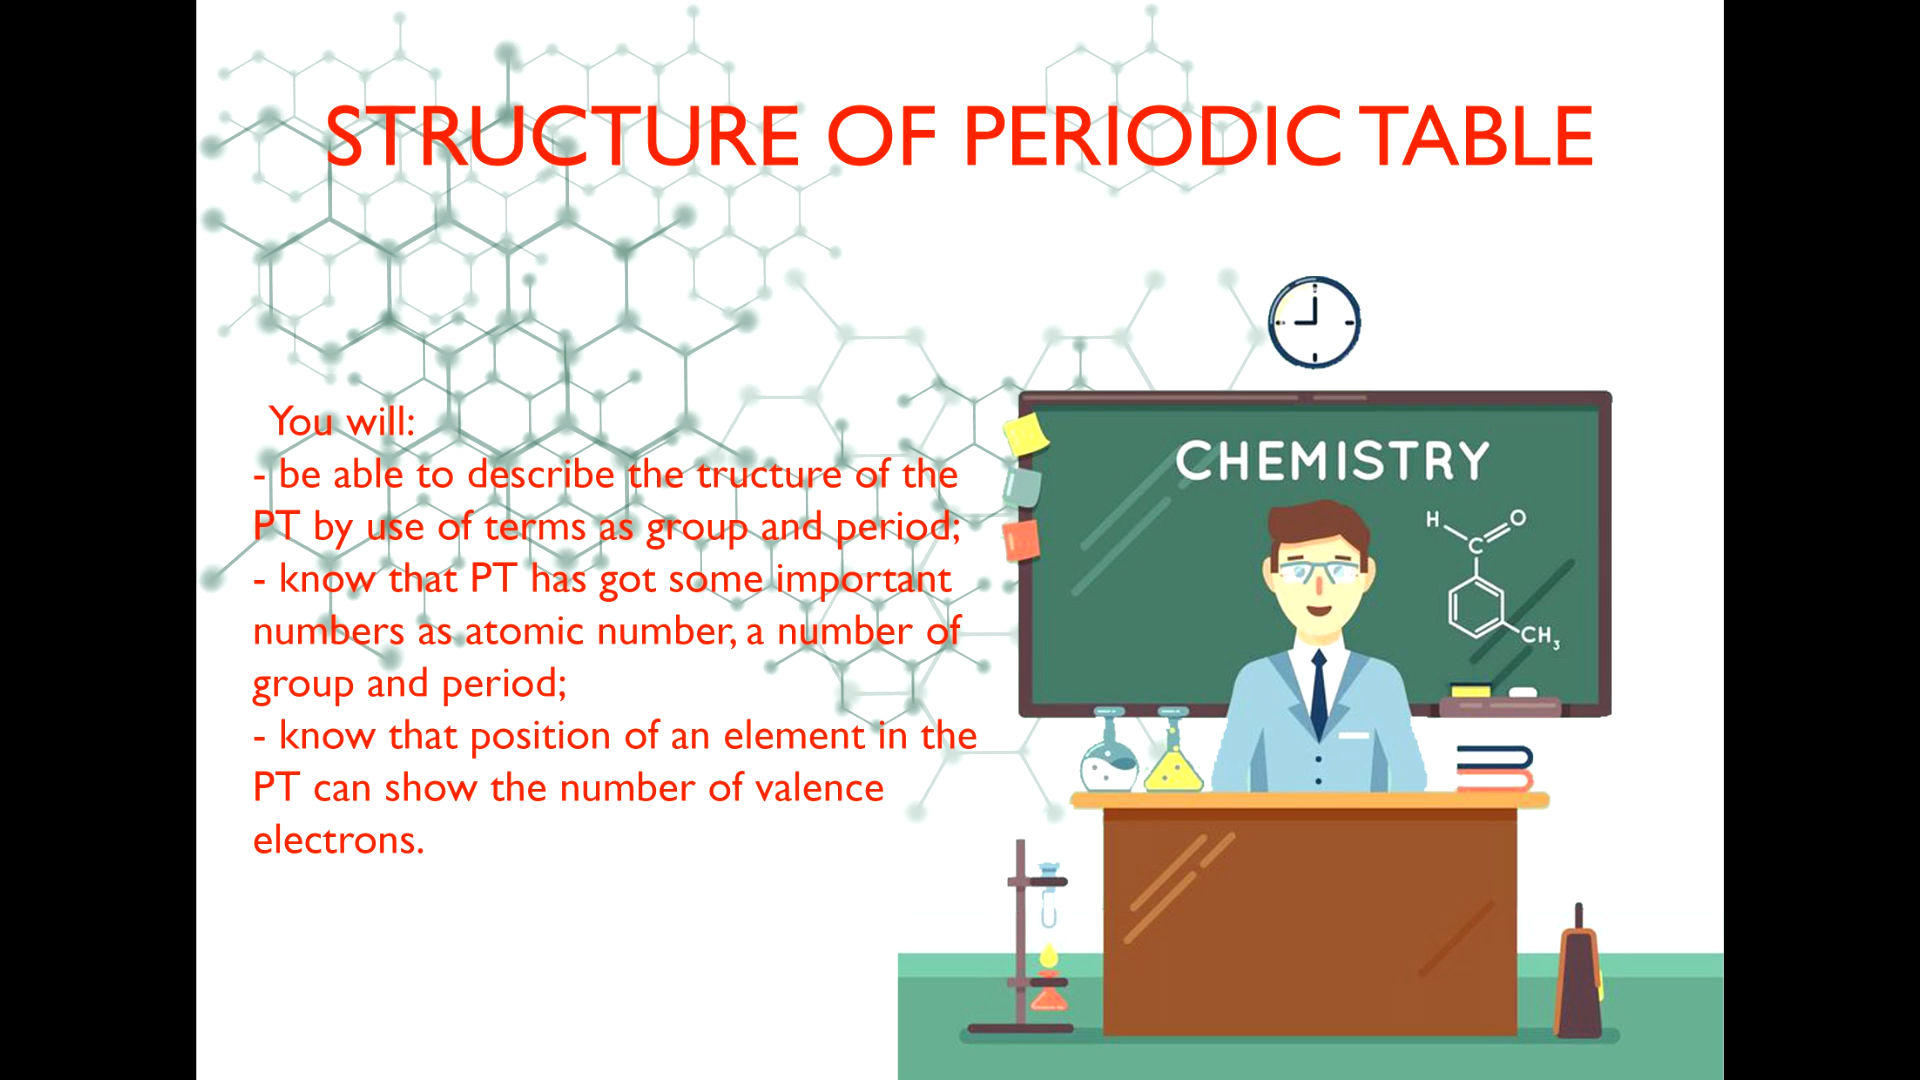 STRUCTURE OF PERIODIC TABLE
You will:
- be able to describe the tructure of the
PT by use of terms as group and period;
- know that PT has got some important
numbers as atomic number, a number of
group and period;
- know that position of an element in the
PT can show the number of valence
electrons.
CHEMISTRY
H O
C
CH₃